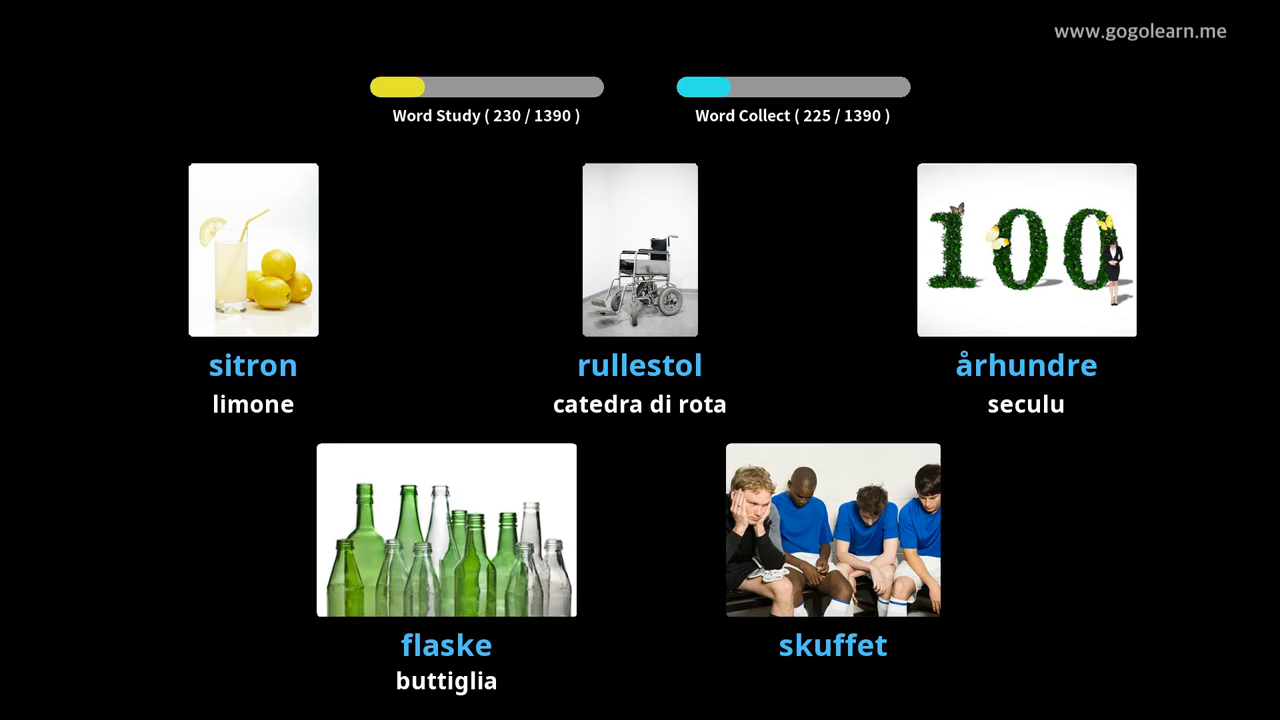 www.gogolearn.me
Word Study ( 230 / 1390 )
Word Collect ( 225 / 1390 )
100
sitron
rullestol
århundre
limone
catedra di rota
seculu
flaske
skuffet
buttiglia